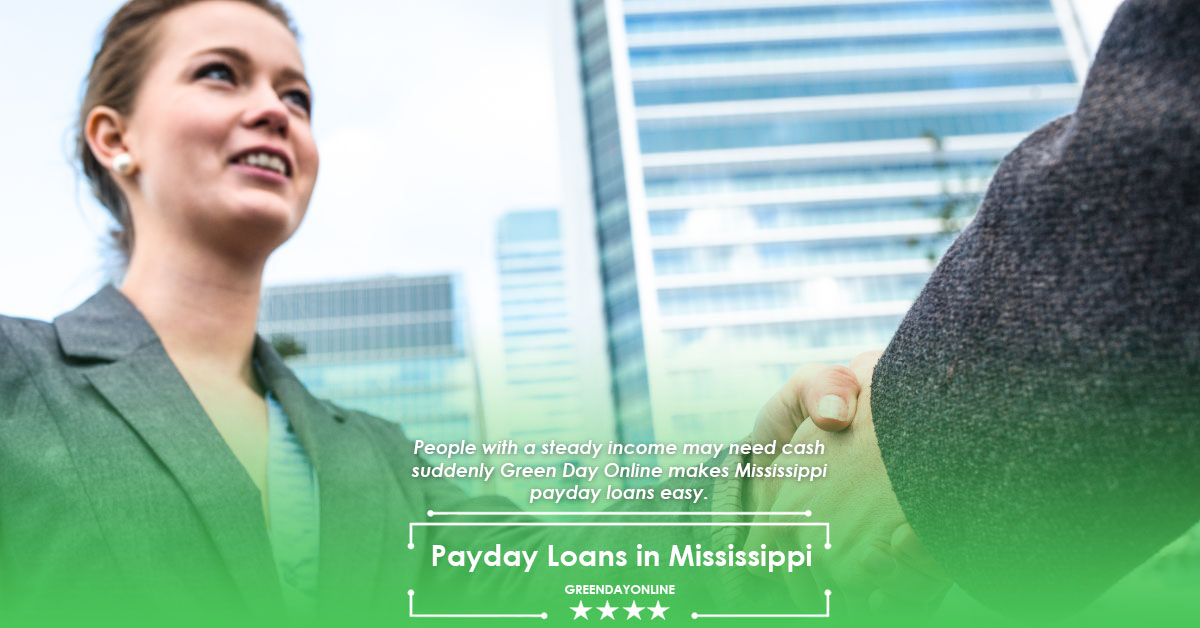 People with a steady income may need cash
suddenly Green Day Online makes Mississippi
payday loans easy.
Payday Loans in Mississippi
GREENDAYONLINE